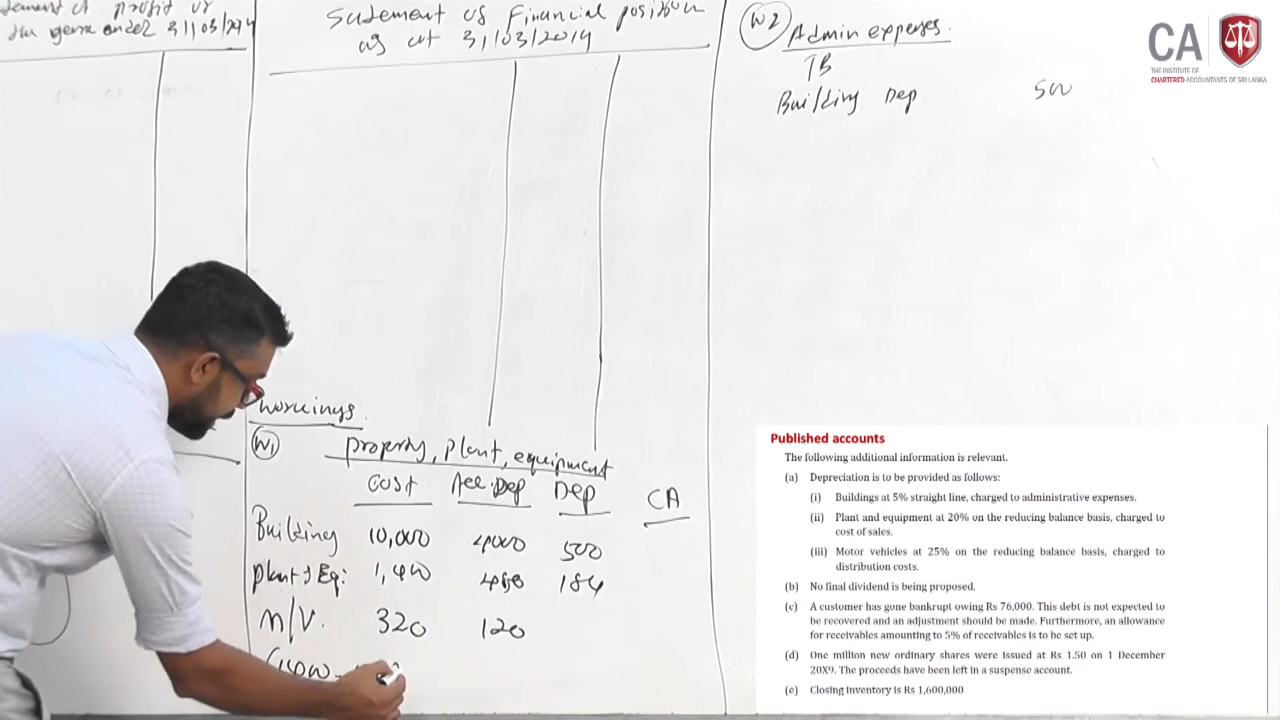 profit or
31/03/2014
Statement of Financial position
as at 31/03/2014
W2 Admin expenses.
TB
Building Dep 500
CA
THE INSTITUTE OF
CHARTERED ACCOUNTANTS OF SRI LANKA
Workings.
W1 property, plant, equipment
Cost Acc: Dep Dep CA
Building 10,000 4000 500
plant & Eq: 184
M/V. 320 120
Published accounts
The following additional information is relevant.
(a) Depreciation is to be provided as follows:
(i) Buildings at 5% straight line, charged to administrative expenses.
(ii) Plant and equipment at 20% on the reducing balance basis, charged to
cost of sales.
(iii) Motor vehicles at 25% on the reducing balance basis, charged to
distribution costs.
(b) No final dividend is being proposed.
(c) A customer has gone bankrupt owing Rs 76,000. This debt is not expected to
be recovered and an adjustment should be made. Furthermore, an allowance
for receivables amounting to 5% of receivables is to be set up.
(d) One million new ordinary shares were issued at Rs 1.50 on 1 December
20X9. The proceeds have been left in a suspense account.
(e) Closing inventory is Rs 1,600,000